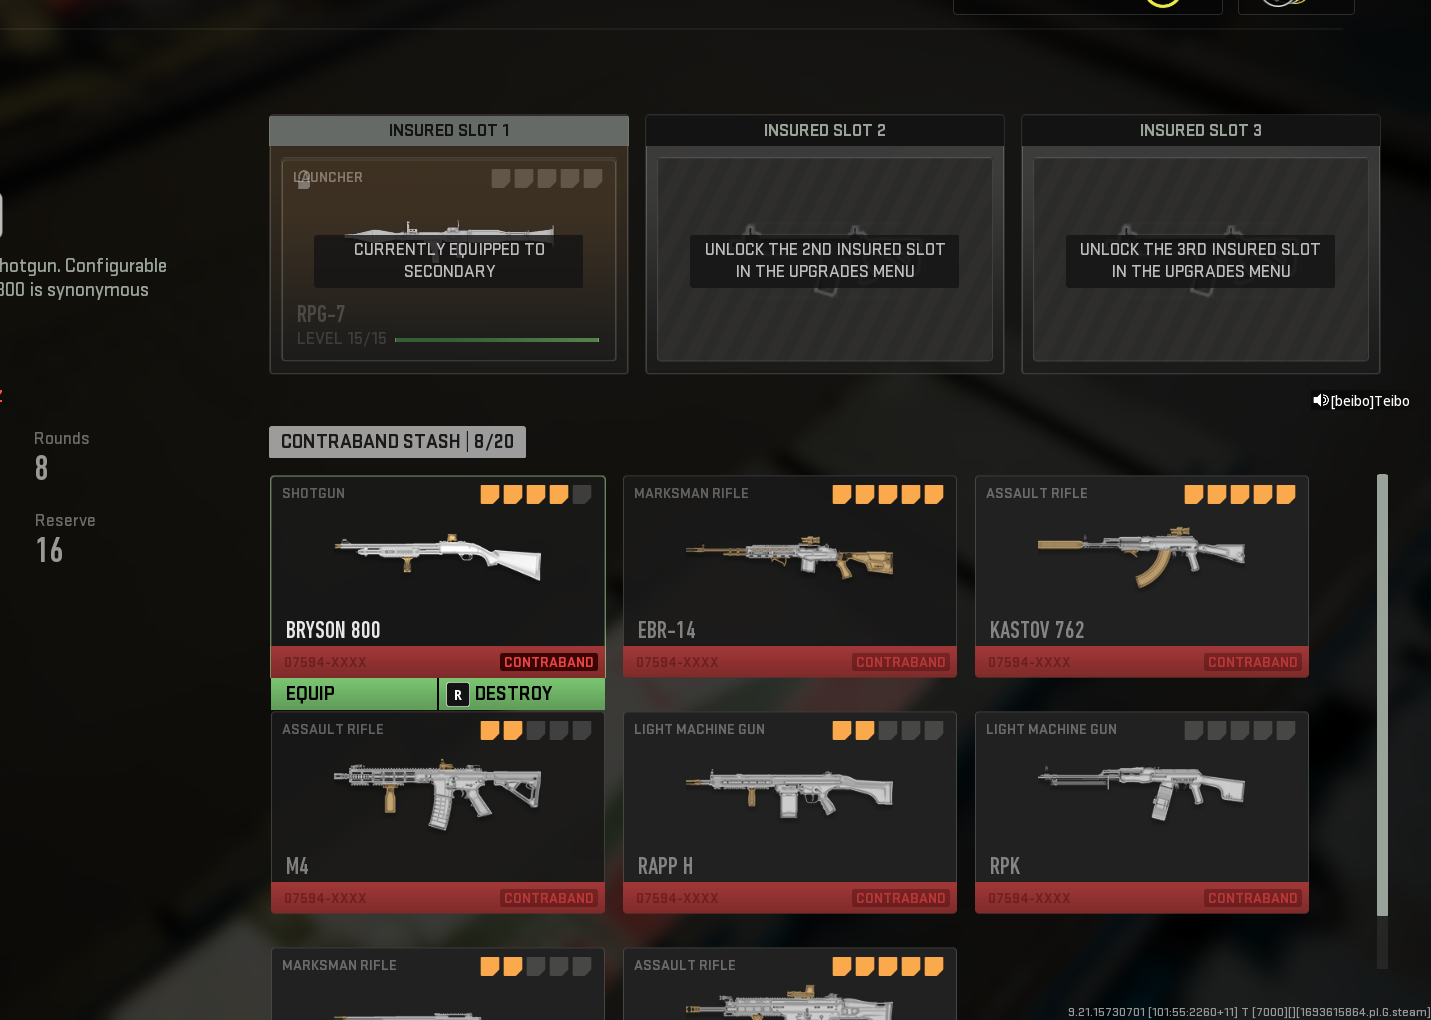 INSURED SLOT 1
INSURED SLOT 2
INSURED SLOT 3
LAUNCHER
CURRENTLY EQUIPPED TO
SECONDARY
RPG-7
LEVEL 15/15
UNLOCK THE 2ND INSURED SLOT
IN THE UPGRADES MENU
UNLOCK THE 3RD INSURED SLOT
IN THE UPGRADES MENU
hotgun. Configurable
800 is synonymous
Rounds
8
Reserve
16
[beibo]Teibo
CONTRABAND STASH | 8/20
SHOTGUN
BRYSON 800
07594-XXXX
CONTRABAND
EQUIP
R DESTROY
MARKSMAN RIFLE
EBR-14
07594-XXXX
CONTRABAND
ASSAULT RIFLE
KASTOV 762
07594-XXXX
CONTRABAND
ASSAULT RIFLE
M4
07594-XXXX
CONTRABAND
LIGHT MACHINE GUN
RAPP H
07594-XXXX
CONTRABAND
LIGHT MACHINE GUN
RPK
07594-XXXX
CONTRABAND
MARKSMAN RIFLE
ASSAULT RIFLE
9.21.15730701 [101:55:2260+11] T [7000][][1693615864.pl.G.steam]